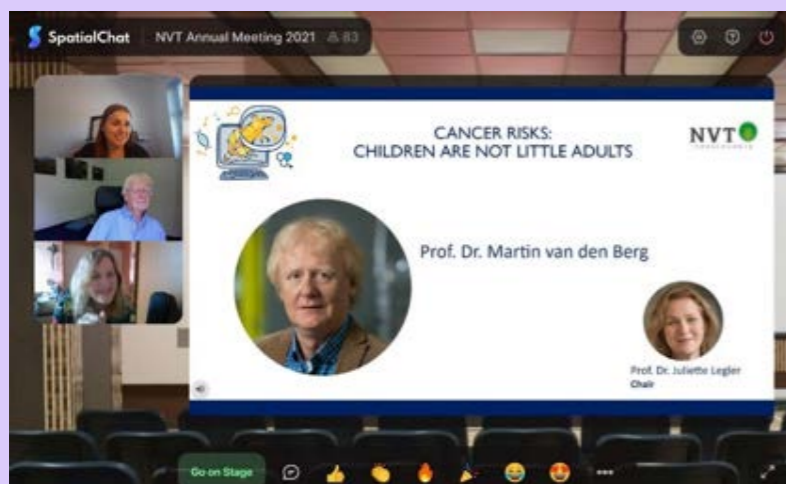 SpatialChat
NVT Annual Meeting 2021
83
CANCER RISKS:
CHILDREN ARE NOT LITTLE ADULTS
NVT
Prof. Dr. Martin van den Berg
Prof. Dr. Juliette Legler
Chair
Go on Stage